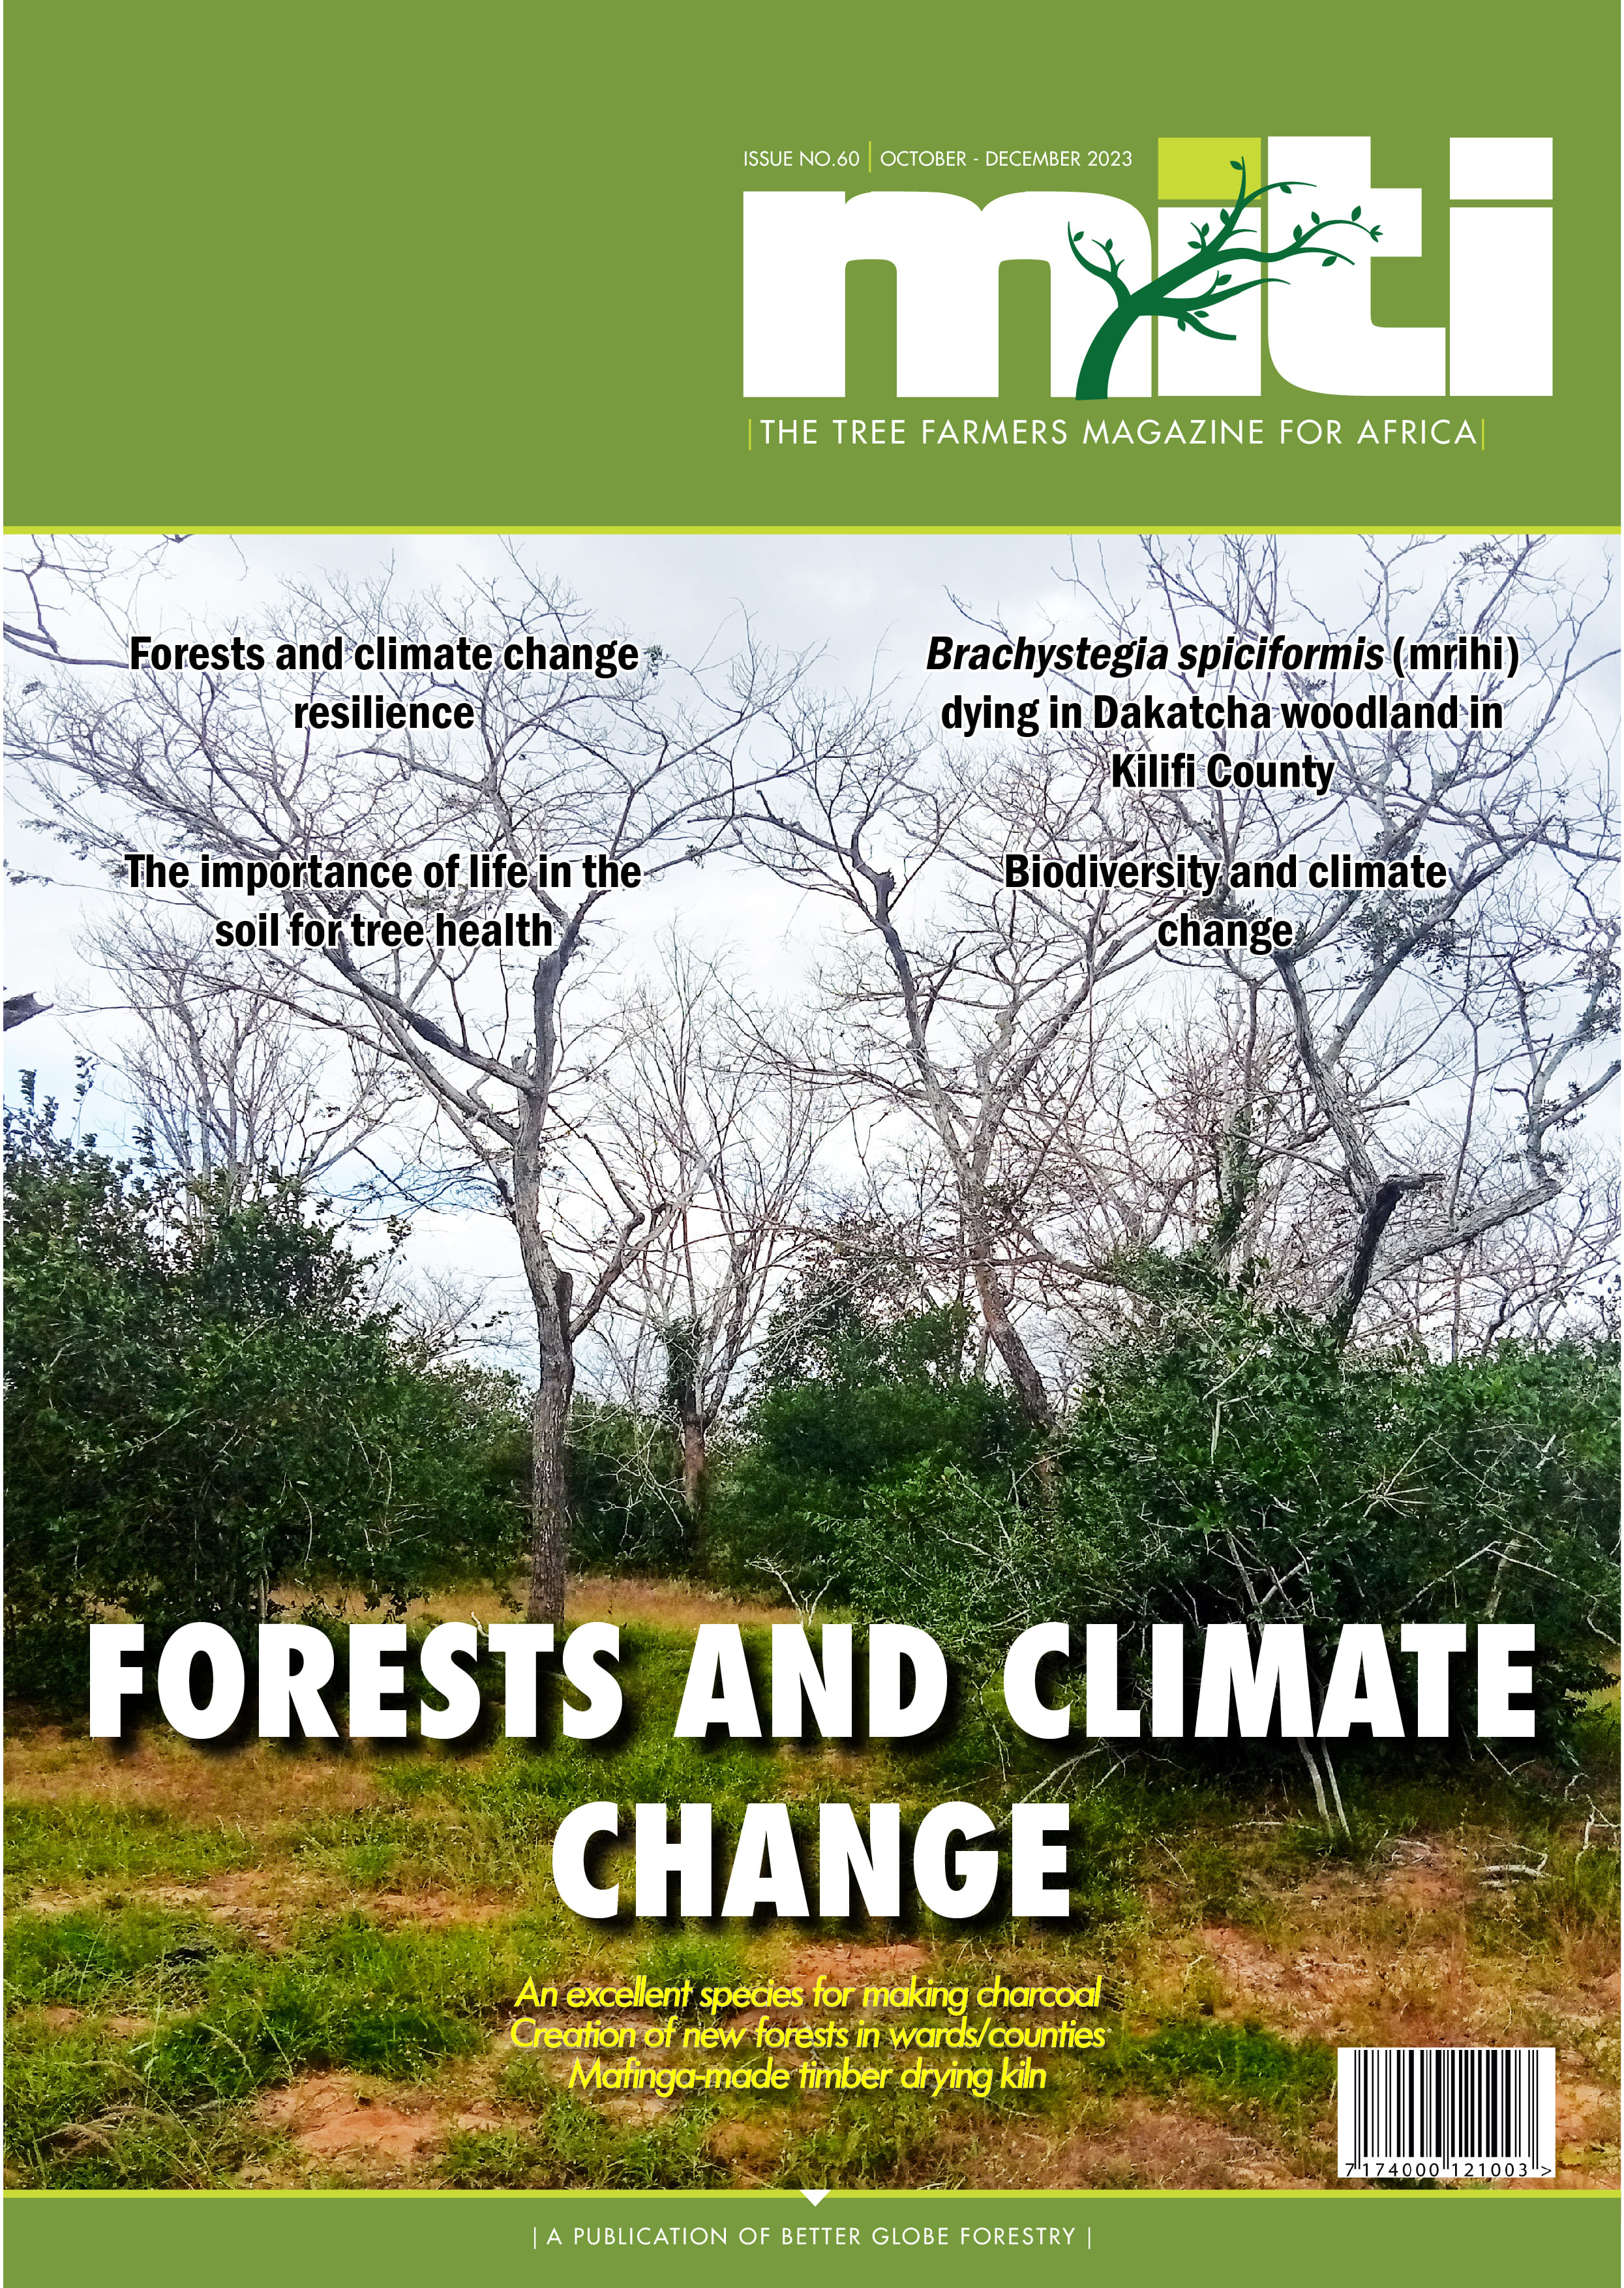 ISSUE NO.60 | OCTOBER - DECEMBER 2023
miti
|THE TREE FARMERS MAGAZINE FOR AFRICA|
Forests and climate change
resilience
Brachystegia spiciformis (mrihi)
dying in Dakatcha woodland in
Kilifi County
The importance of life in the
soil for tree health
Biodiversity and climate
change
FORESTS AND CLIMATE
CHANGE
An excellent species for making charcoal
Creation of new forests in wards/counties
Mafinga-made timber drying kiln
7 174000 121003 >
| A PUBLICATION OF BETTER GLOBE FORESTRY |